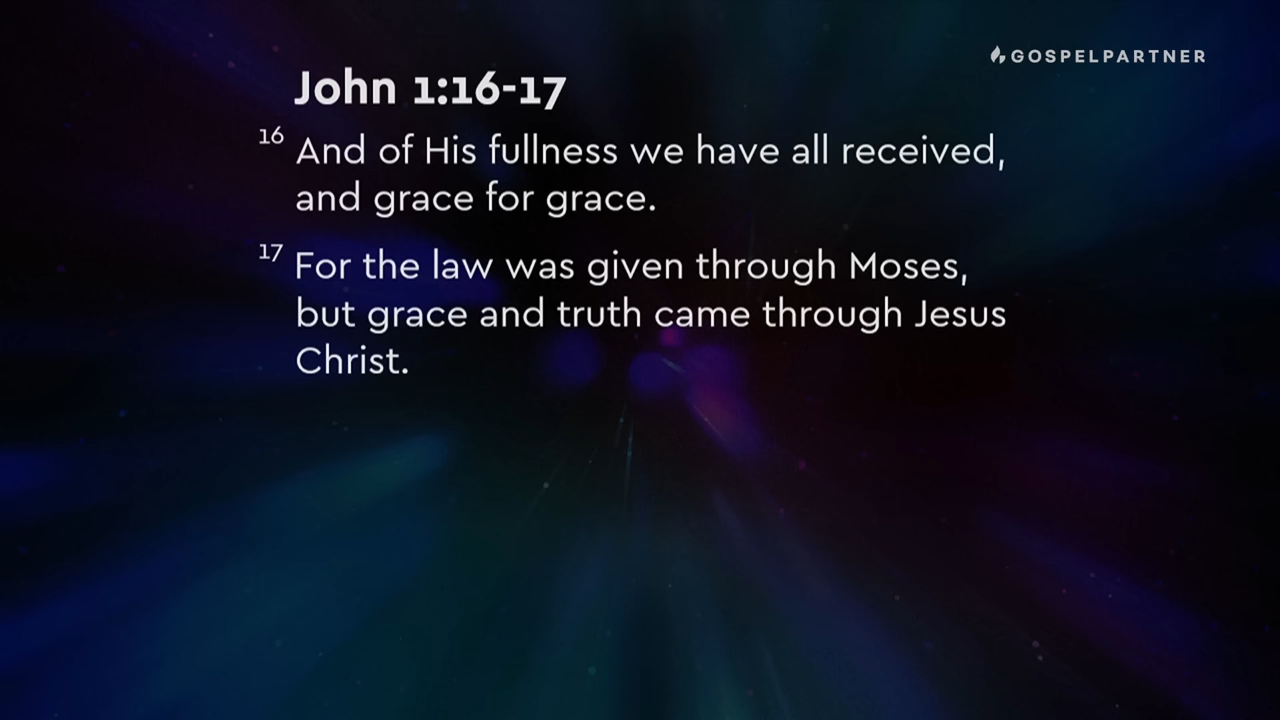 GOSPELPARTNER
John 1:16-17
16 And of His fullness we have all received,
and grace for grace.
17 For the law was given through Moses,
but grace and truth came through Jesus
Christ.